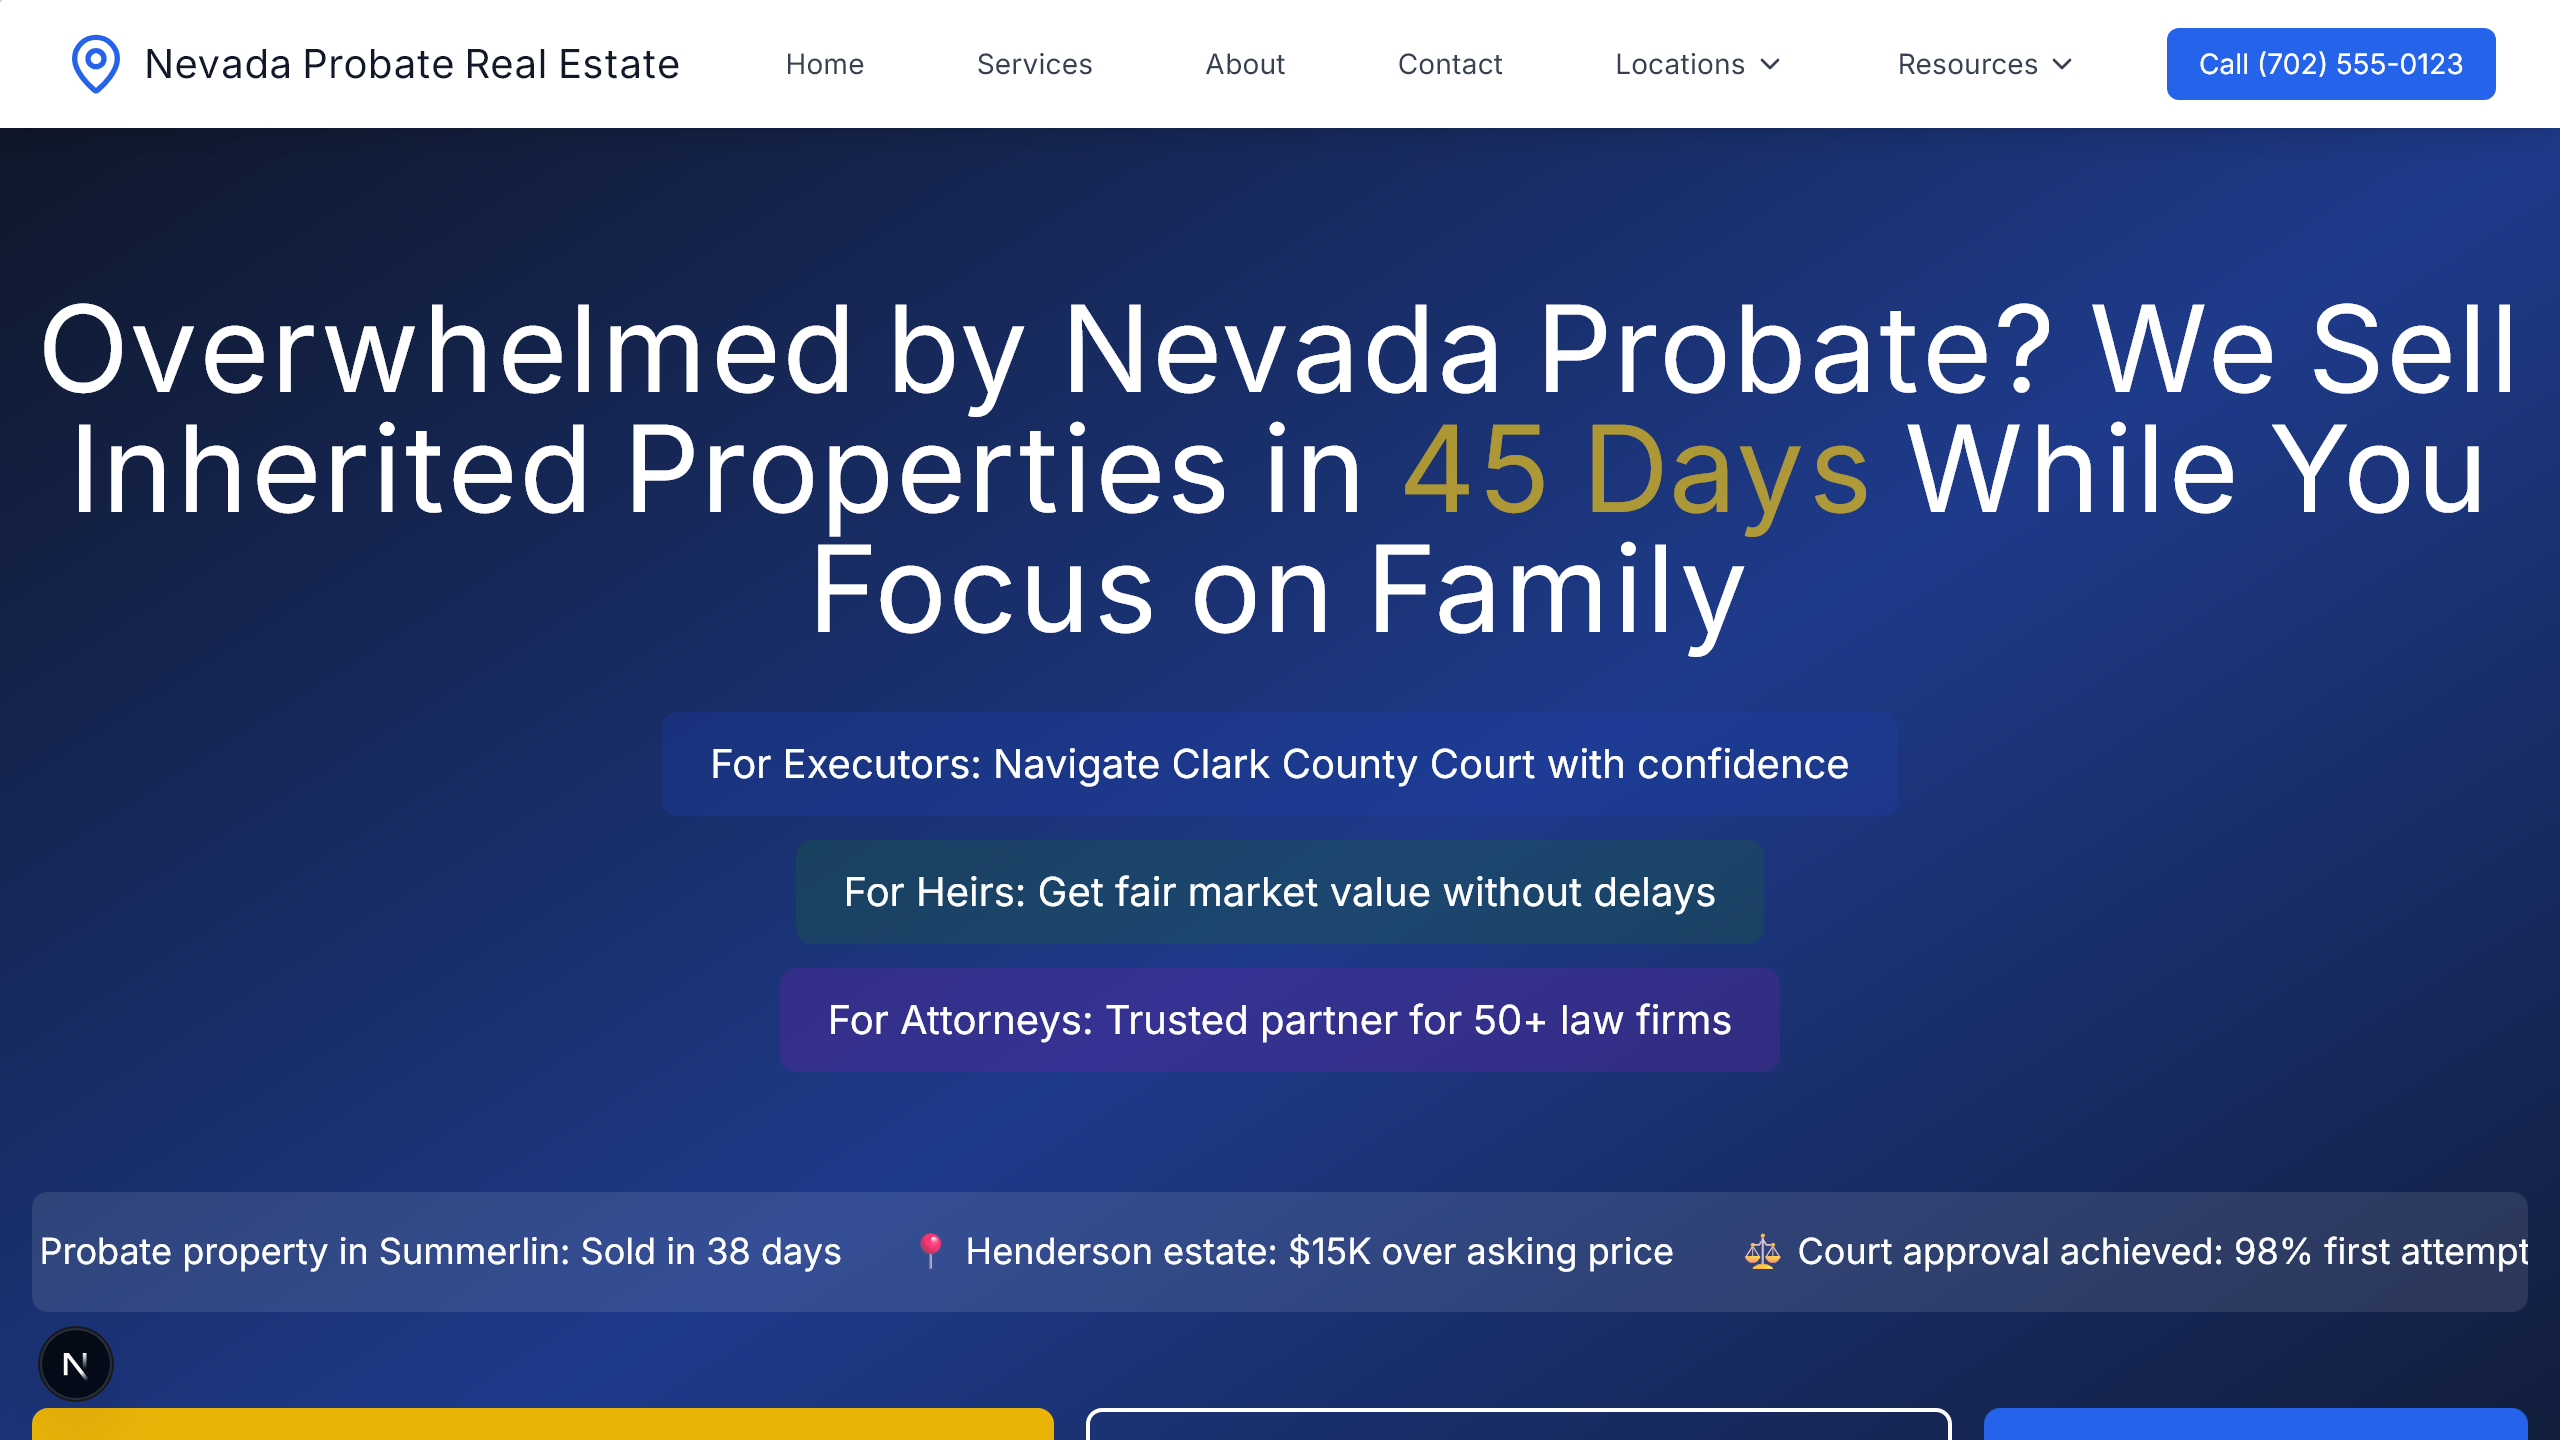 Nevada Probate Real Estate
Home
Services
About
Contact
Locations
Resources
Call (702) 555-0123
Overwhelmed by Nevada Probate? We Sell
Inherited Properties in 45 Days While You
Focus on Family
For Executors: Navigate Clark County Court with confidence
For Heirs: Get fair market value without delays
For Attorneys: Trusted partner for 50+ law firms
Probate property in Summerlin: Sold in 38 days
Henderson estate: $15K over asking price
Court approval achieved: 98% first attempt
N